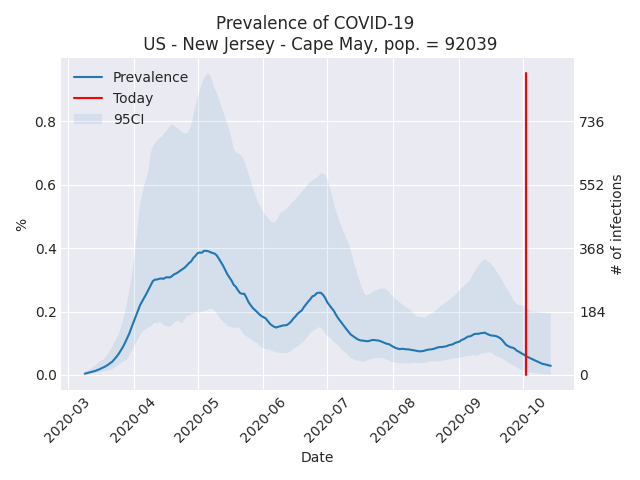 Prevalence of COVID-19
US - New Jersey - Cape May, pop. = 92039
Prevalence
Today
95CI
%
0.8
0.6
0.4
0.2
0.0
736
552
368
184
0
# of infections
2020-03
2020-04
2020-05
2020-06
2020-07
2020-08
2020-09
2020-10
Date